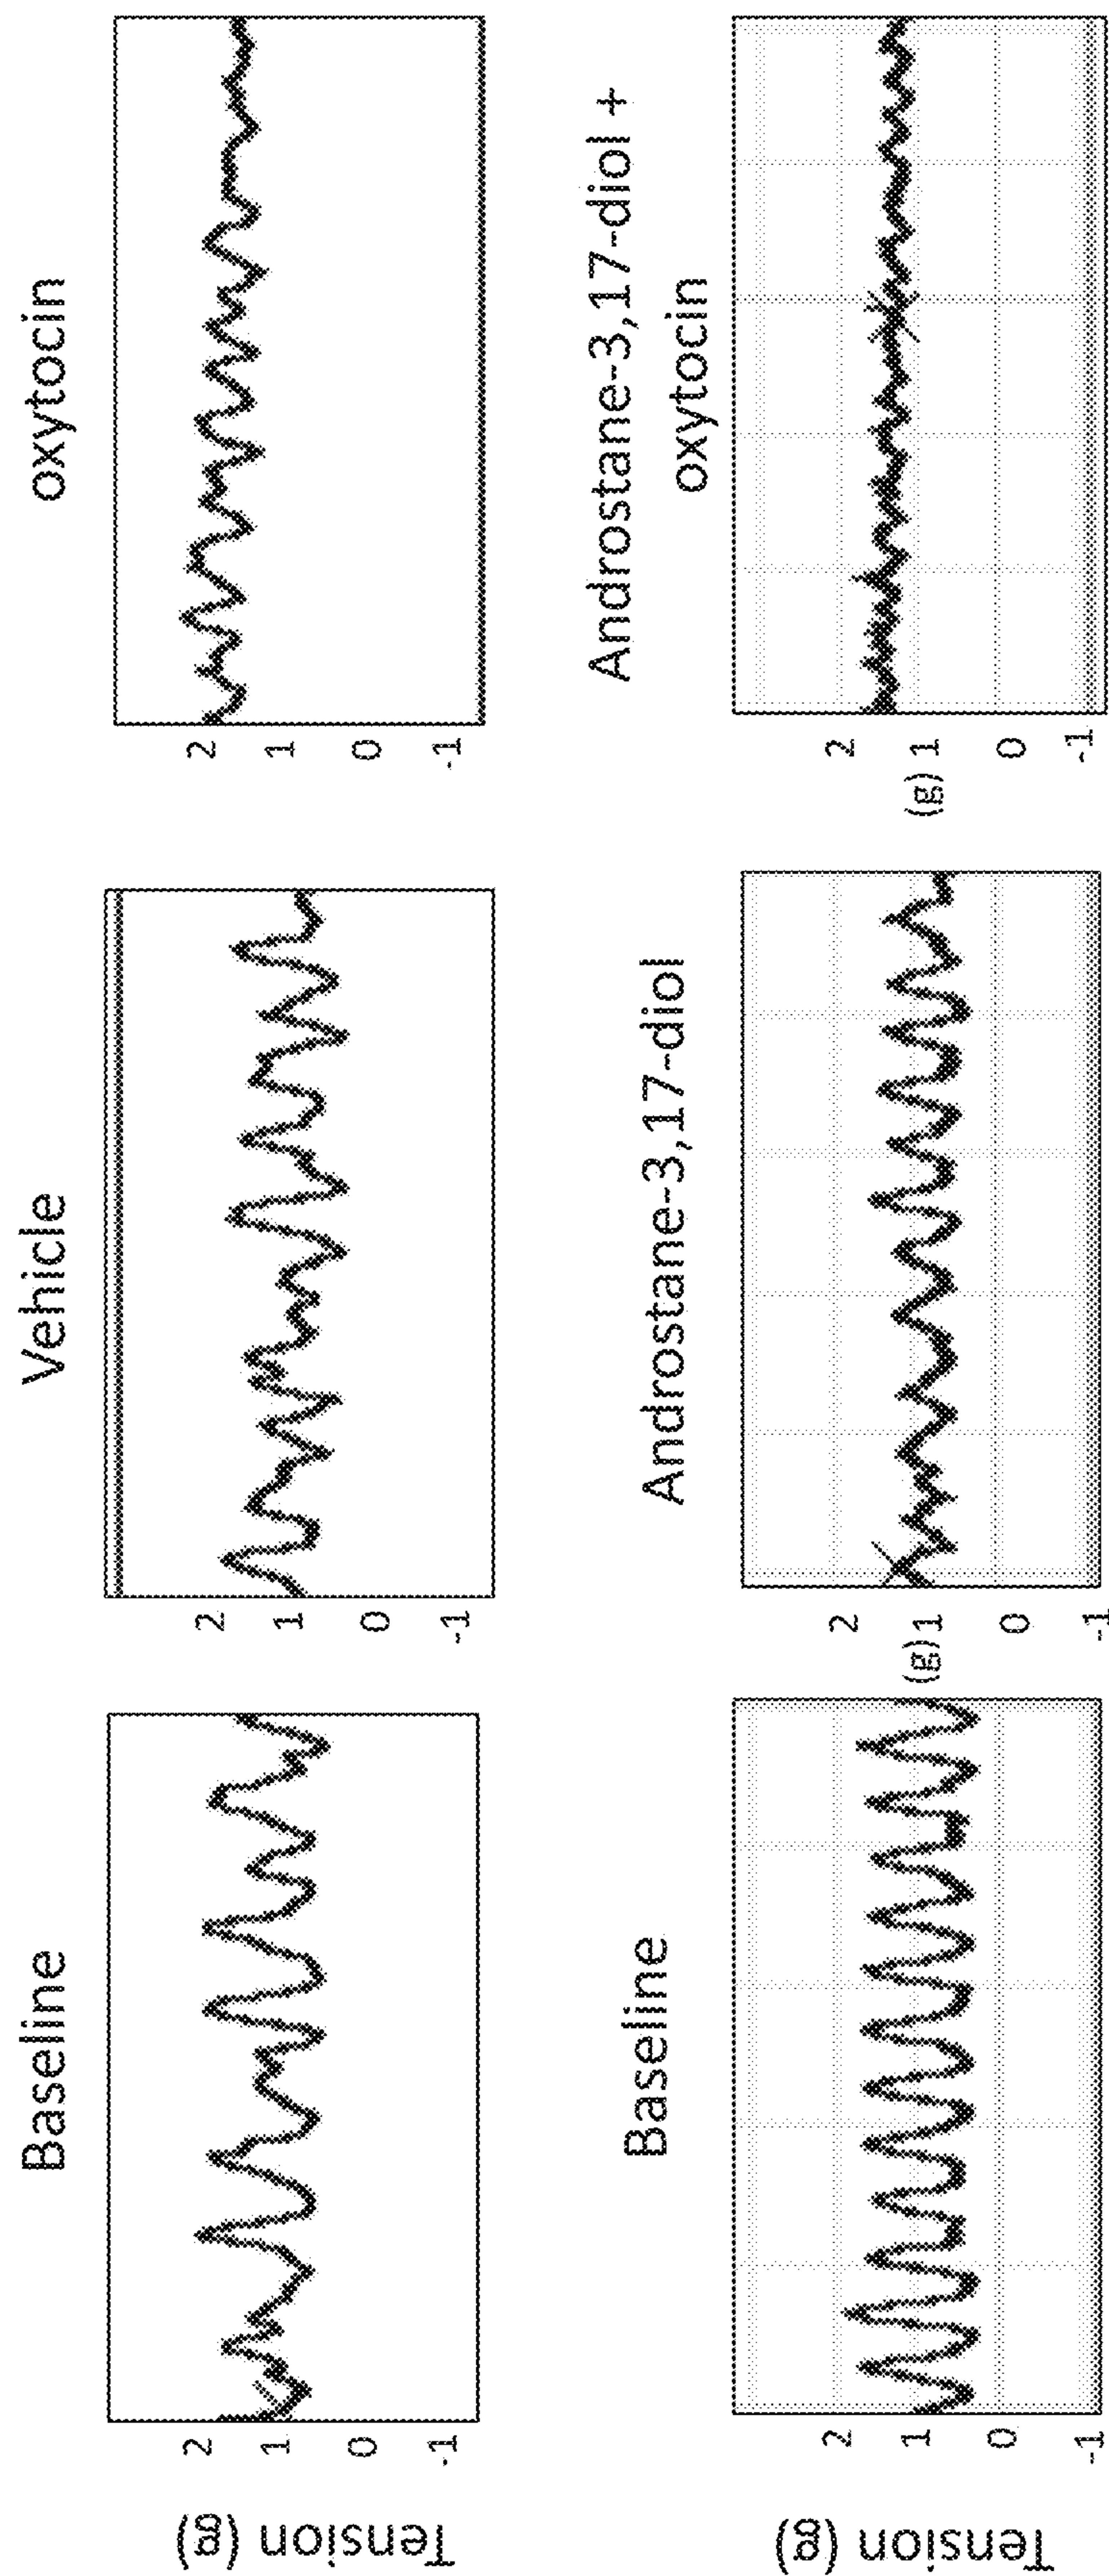 Baseline
Vehicle
oxytocin
Tension (g)
2
1
0
-1
2
1
0
-1
2
1
0
-1
Baseline
Androstane-3,17-diol
Androstane-3,17-diol +
oxytocin
Tension (g)
2
1
0
-1
2
(g) 1
0
-1
2
(g) 1
0
-1